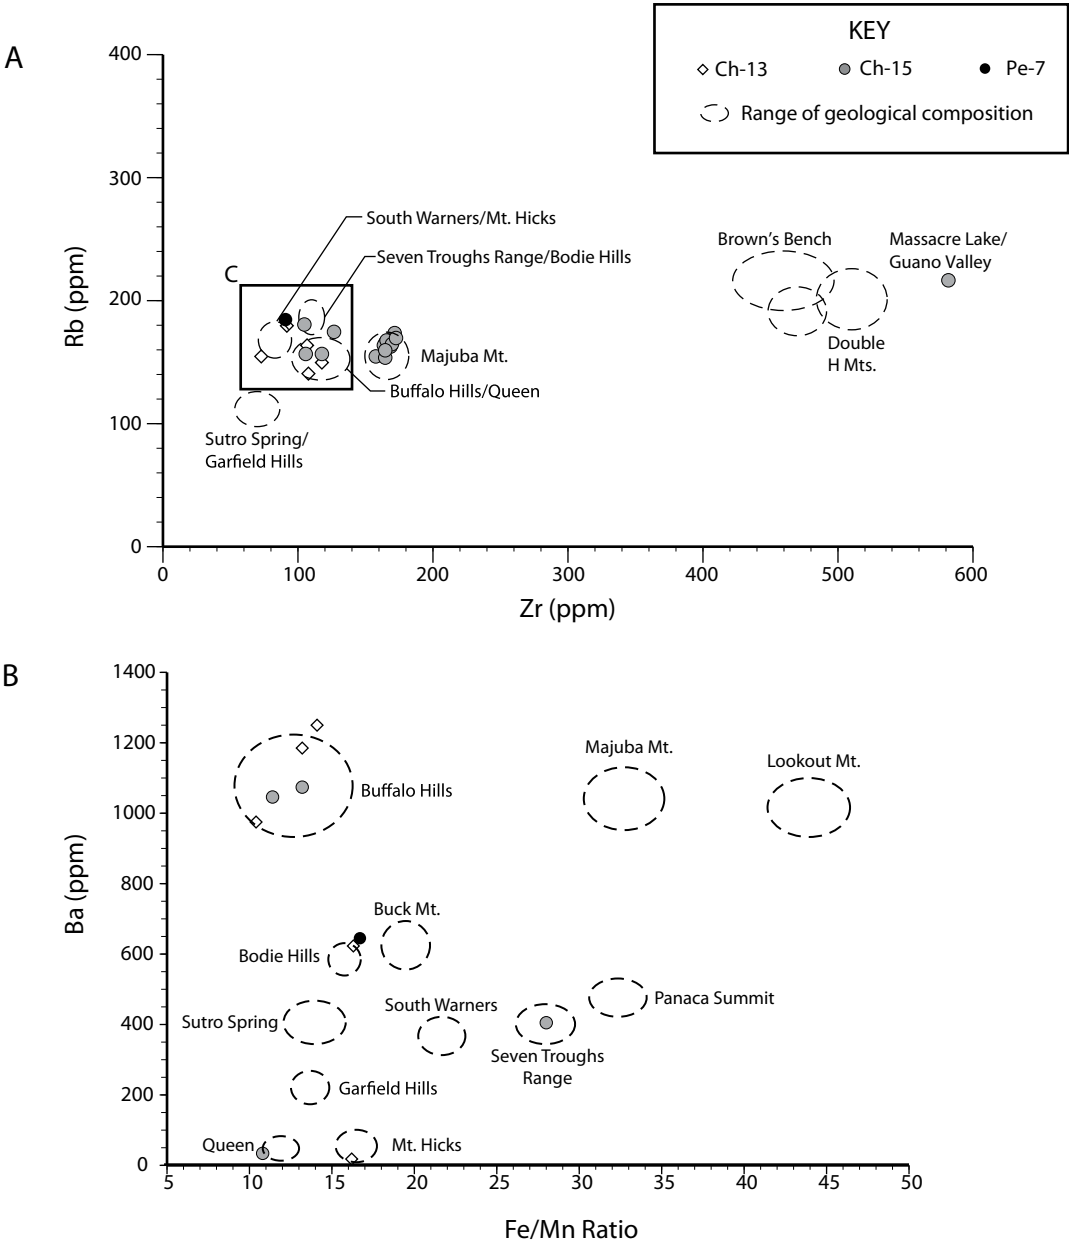 KEY
Ch-13 Ch-15 Pe-7
Range of geological composition
A
400
300
200
100
0
Rb (ppm)
South Warners/Mt. Hicks
Seven Troughs Range/Bodie Hills
C
Brown's Bench
Massacre Lake/
Guano Valley
Double
H Mts.
Majuba Mt.
Buffalo Hills/Queen
Sutro Spring/
Garfield Hills
0 100 200 300 400 500 600
Zr (ppm)
B
1400
1200
1000
800
600
400
200
0
Ba (ppm)
Majuba Mt.
Lookout Mt.
Buffalo Hills
Buck Mt.
Bodie Hills
South Warners
Panaca Summit
Sutro Spring
Seven Troughs
Range
Garfield Hills
Queen
Mt. Hicks
5 10 15 20 25 30 35 40 45 50
Fe/Mn Ratio